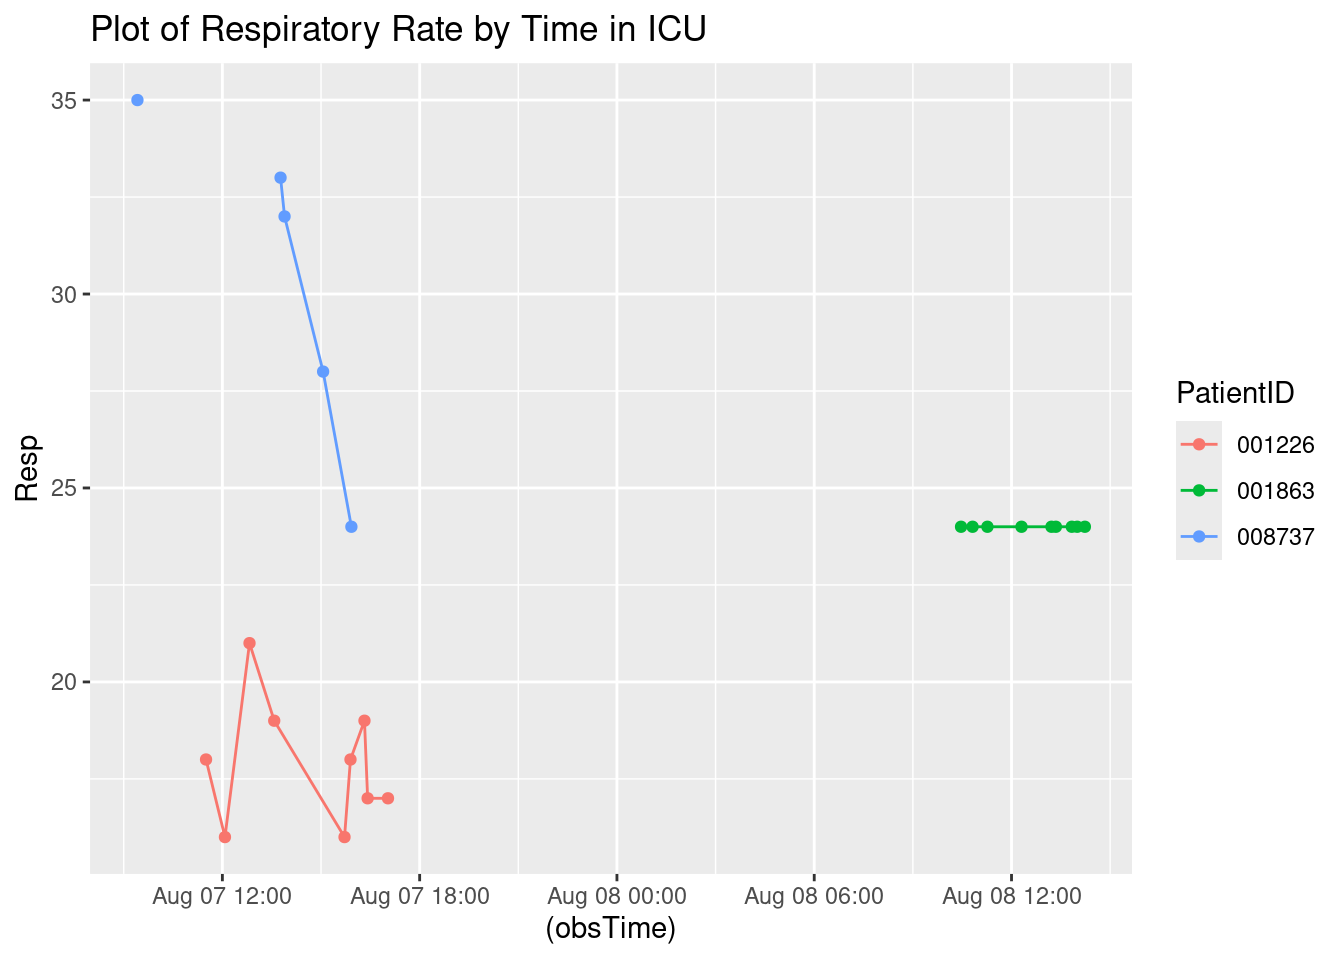 Plot of Respiratory Rate by Time in ICU
Resp
35
30
25
20
Aug 07 12:00
Aug 07 18:00
Aug 08 00:00
Aug 08 06:00
Aug 08 12:00
(obsTime)
PatientID
001226
001863
008737